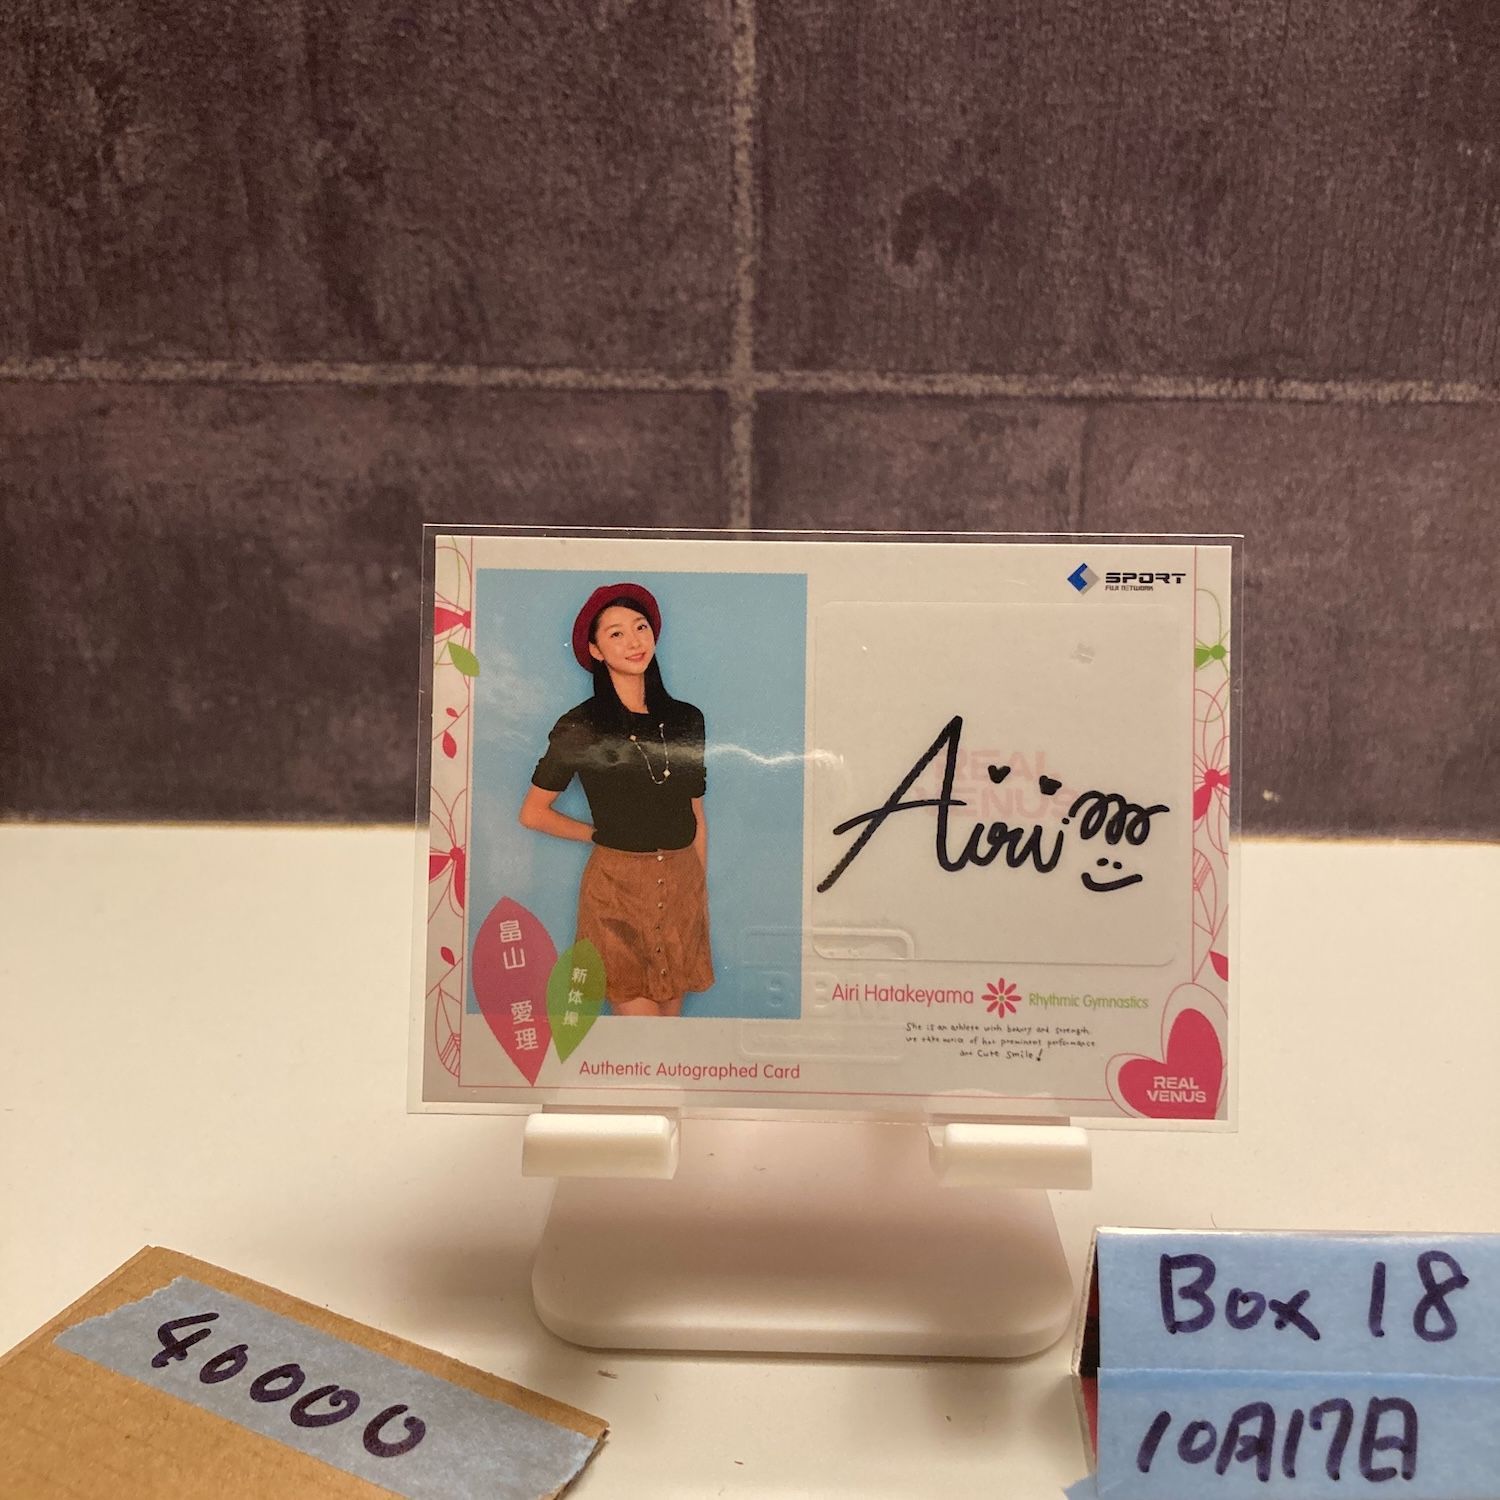 SPORT
FUJI NETWORK
REAL
VENUS
Airi
畠山 愛理
新体操
BBM
Airi Hatakeyama
Rhythmic Gymnastics
She is an athlete with beauty and strength.
we take notice of her prominent performance
and cute smile!
Authentic Autographed Card
REAL
VENUS
40000
Box 18
10月17日